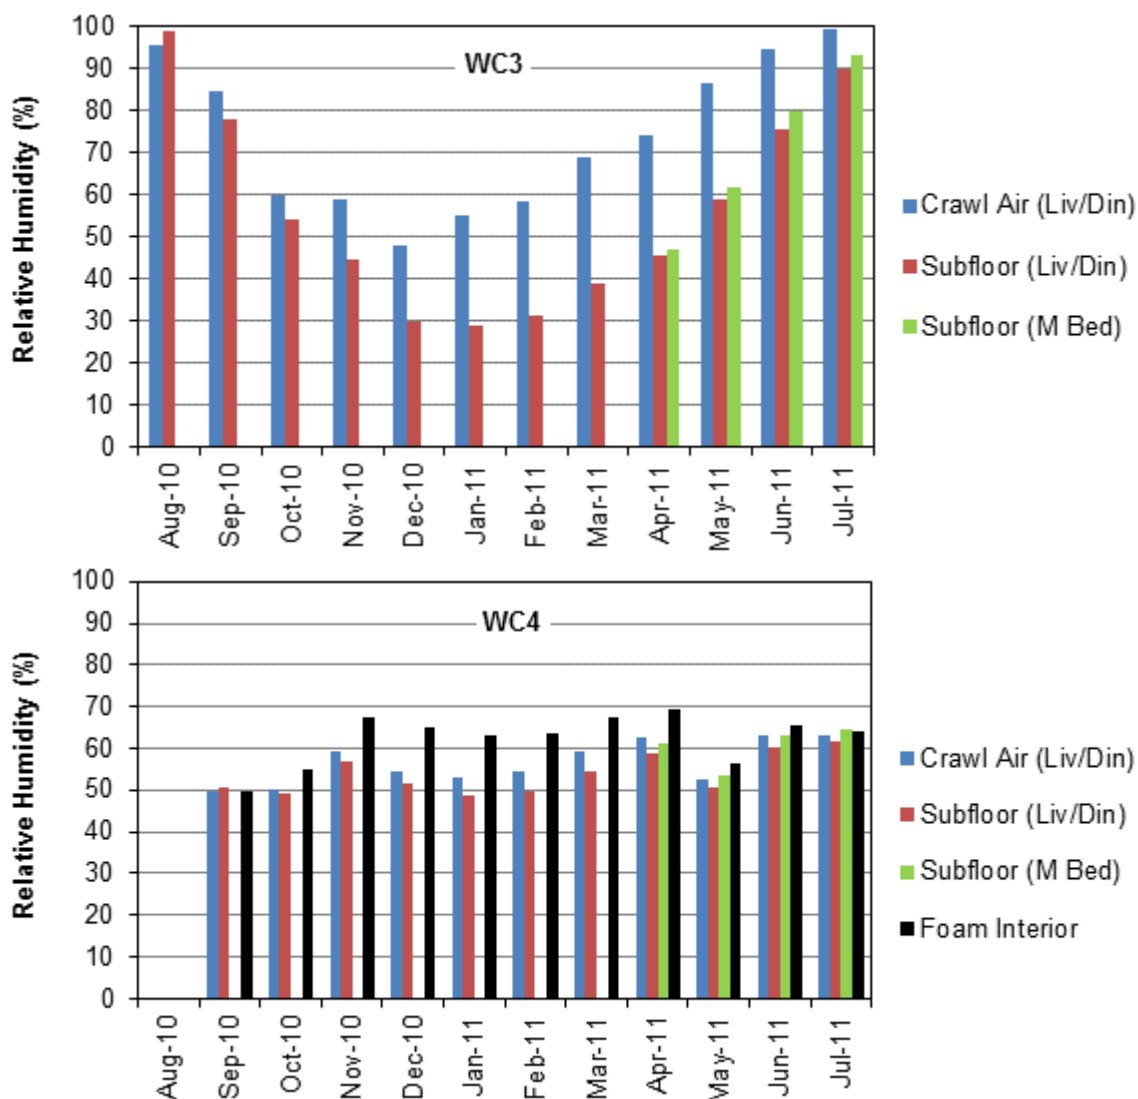 100
90
80
70
60
50
40
30
20
10
0
Relative Humidity (%)
WC3
Aug-10
Sep-10
Oct-10
Nov-10
Dec-10
Jan-11
Feb-11
Mar-11
Apr-11
May-11
Jun-11
Jul-11
Crawl Air (Liv/Din)
Subfloor (Liv/Din)
Subfloor (M Bed)
100
90
80
70
60
50
40
30
20
10
0
Relative Humidity (%)
WC4
Aug-10
Sep-10
Oct-10
Nov-10
Dec-10
Jan-11
Feb-11
Mar-11
Apr-11
May-11
Jun-11
Jul-11
Crawl Air (Liv/Din)
Subfloor (Liv/Din)
Subfloor (M Bed)
Foam Interior